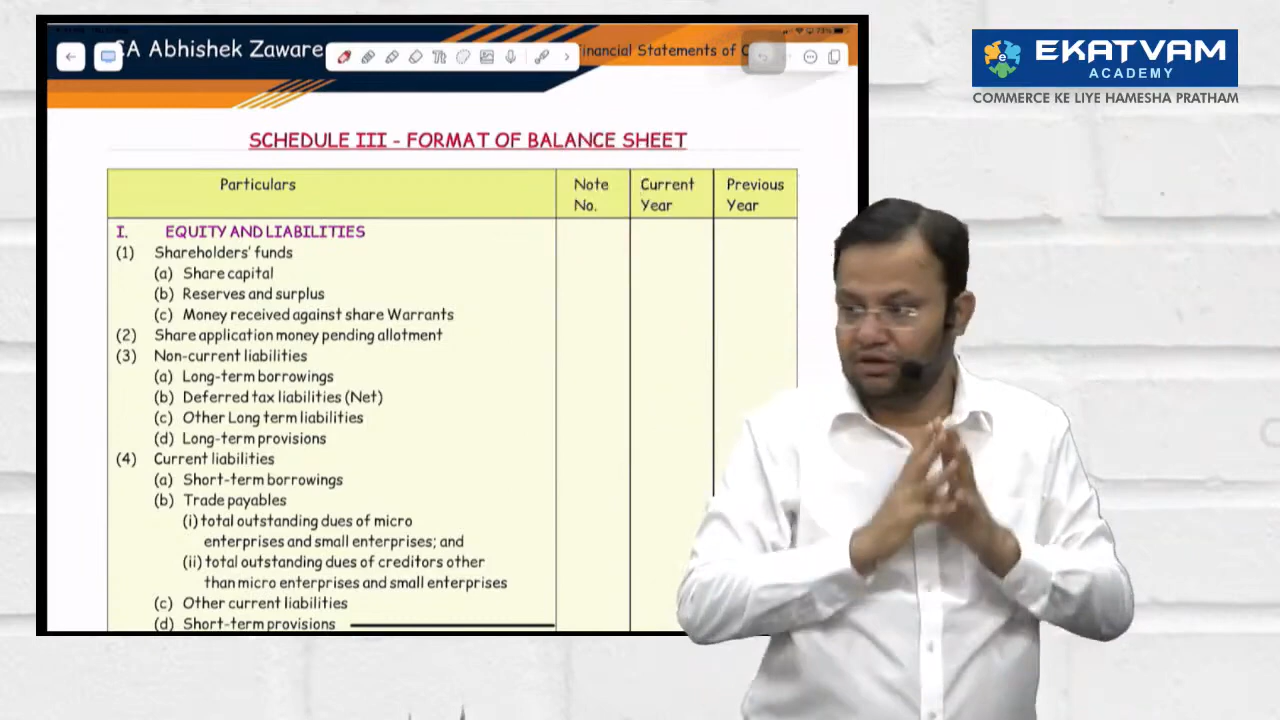 CA Abhishek Zaware
Financial Statements of C
73%
EKATVAM
ACADEMY
COMMERCE KE LIYE HAMESHA PRATHAM
SCHEDULE III - FORMAT OF BALANCE SHEET
Particulars Note No. Current Year Previous Year
I. EQUITY AND LIABILITIES
(1) Shareholders' funds
(a) Share capital
(b) Reserves and surplus
(c) Money received against share Warrants
(2) Share application money pending allotment
(3) Non-current liabilities
(a) Long-term borrowings
(b) Deferred tax liabilities (Net)
(c) Other Long term liabilities
(d) Long-term provisions
(4) Current liabilities
(a) Short-term borrowings
(b) Trade payables
(i) total outstanding dues of micro
enterprises and small enterprises; and
(ii) total outstanding dues of creditors other
than micro enterprises and small enterprises
(c) Other current liabilities
(d) Short-term provisions